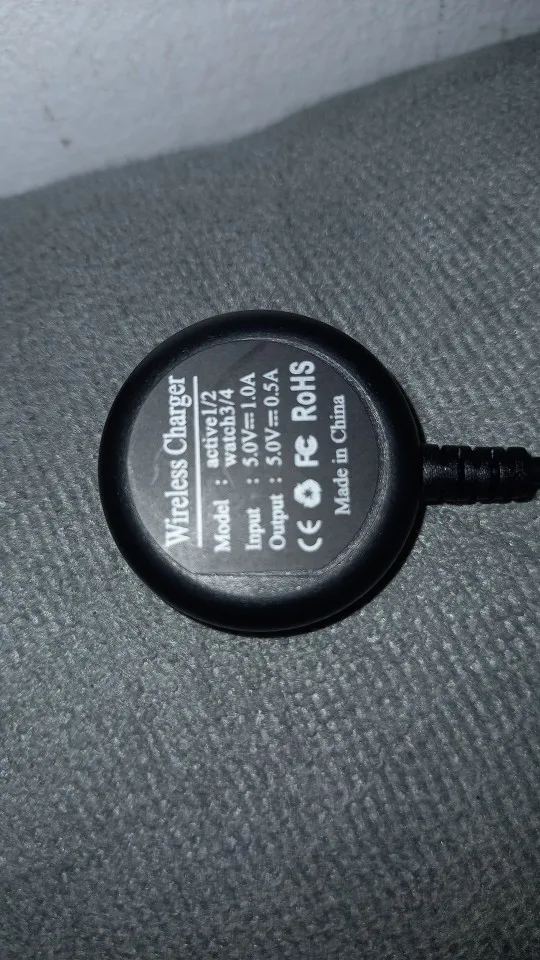 Wireless Charger
Model : active1/2
watch3/4
Input : 5.0V⎓1.0A
Output : 5.0V⎓0.5A
CE FC RoHS
Made in China